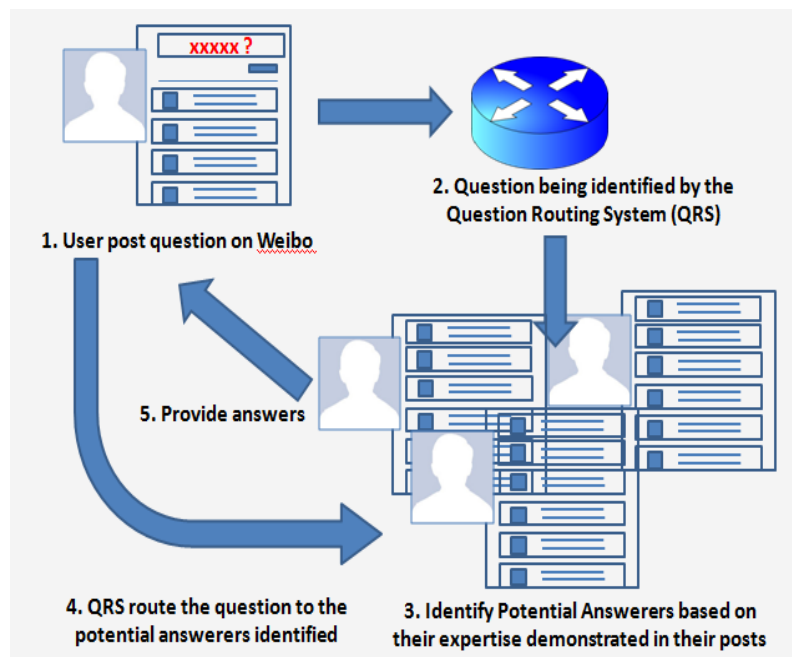 xxxxx ?
1. User post question on Weibo
2. Question being identified by the
Question Routing System (QRS)
5. Provide answers
4. QRS route the question to the
potential answerers identified
3. Identify Potential Answerers based on
their expertise demonstrated in their posts